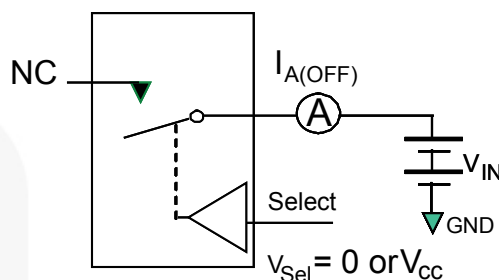 NC
I_A(OFF)
A
V_IN
Select
GND
V_Sel = 0 or V_cc